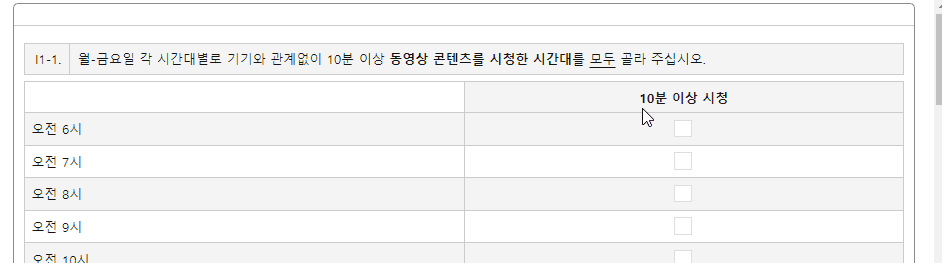 I1-1. 월-금요일 각 시간대별로 기기와 관계없이 10분 이상 동영상 콘텐츠를 시청한 시간대를 모두 골라 주십시오.
10분 이상 시청
오전 6시
오전 7시
오전 8시
오전 9시
오전 10시